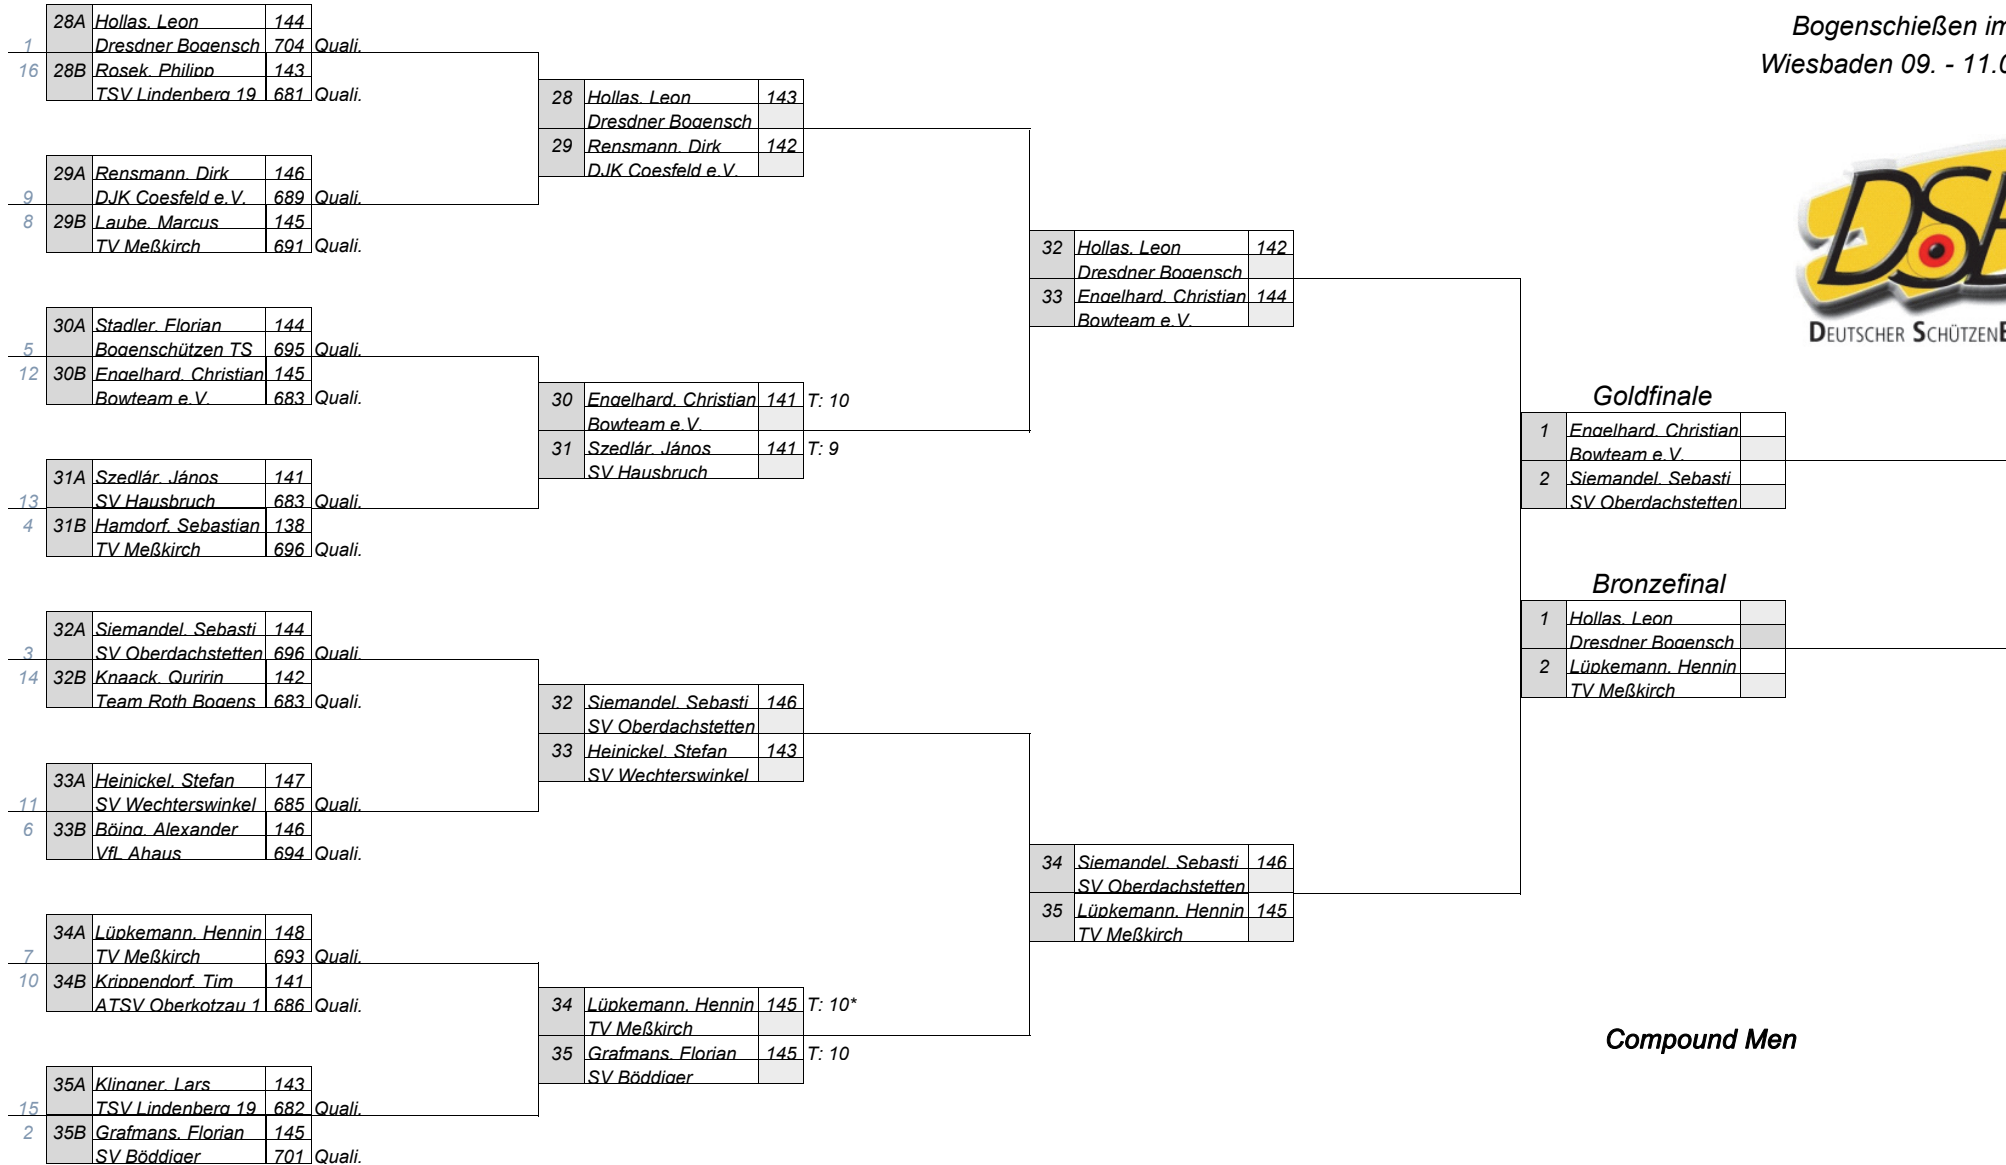 Bogenschießen im
Wiesbaden 09. - 11.0
DEUTSCHER SCHÜTZENB
28A Hollas, Leon 144
1 Dresdner Bogensch 704 Quali.
16 28B Rosek, Philipp 143
TSV Lindenberg 19 681 Quali.
29A Rensmann, Dirk 146
9 DJK Coesfeld e.V. 689 Quali.
8 29B Laube, Marcus 145
TV Meßkirch 691 Quali.
30A Stadler, Florian 144
5 Bogenschützen TS 695 Quali.
12 30B Engelhard, Christian 145
Bowteam e.V. 683 Quali.
31A Szedlár, János 141
13 SV Hausbruch 683 Quali.
4 31B Hamdorf, Sebastian 138
TV Meßkirch 696 Quali.
32A Siemandel, Sebasti 144
3 SV Oberdachstetten 696 Quali.
14 32B Knaack, Quririn 142
Team Roth Bogens 683 Quali.
33A Heinickel, Stefan 147
11 SV Wechterswinkel 685 Quali.
6 33B Böing, Alexander 146
VfL Ahaus 694 Quali.
34A Lüpkemann, Hennin 148
7 TV Meßkirch 693 Quali.
10 34B Krippendorf, Tim 141
ATSV Oberkotzau 1 686 Quali.
35A Klingner, Lars 143
15 TSV Lindenberg 19 682 Quali.
2 35B Grafmans, Florian 145
SV Böddiger 701 Quali.
28 Hollas, Leon 143
Dresdner Bogensch
29 Rensmann, Dirk 142
DJK Coesfeld e.V.
30 Engelhard, Christian 141 T: 10
Bowteam e.V.
31 Szedlár, János 141 T: 9
SV Hausbruch
32 Siemandel, Sebasti 146
SV Oberdachstetten
33 Heinickel, Stefan 143
SV Wechterswinkel
34 Lüpkemann, Hennin 145 T: 10*
TV Meßkirch
35 Grafmans, Florian 145 T: 10
SV Böddiger
32 Hollas, Leon 142
Dresdner Bogensch
33 Engelhard, Christian 144
Bowteam e.V.
34 Siemandel, Sebasti 146
SV Oberdachstetten
35 Lüpkemann, Hennin 145
TV Meßkirch
Goldfinale
1 Engelhard, Christian
Bowteam e.V.
2 Siemandel, Sebasti
SV Oberdachstetten
Bronzefinal
1 Hollas, Leon
Dresdner Bogensch
2 Lüpkemann, Hennin
TV Meßkirch
Compound Men